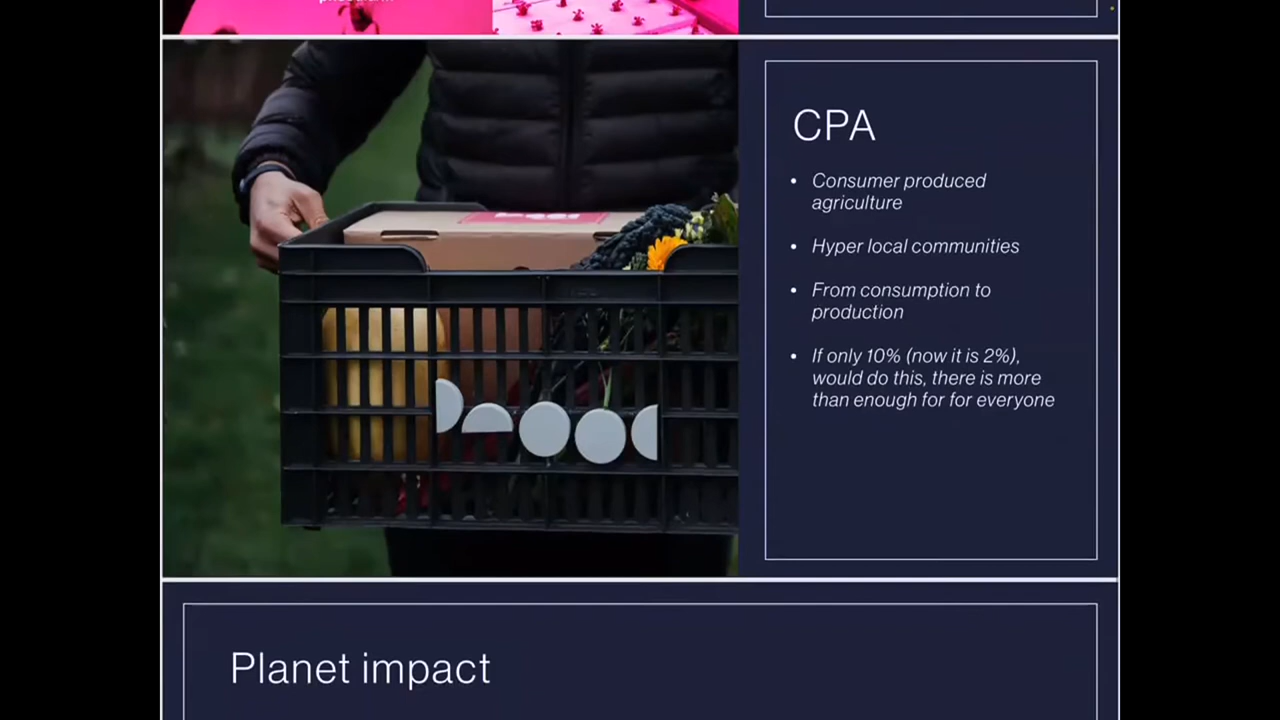 CPA
• Consumer produced
agriculture
• Hyper local communities
• From consumption to
production
• If only 10% (now it is 2%),
would do this, there is more
than enough for for everyone
Planet impact